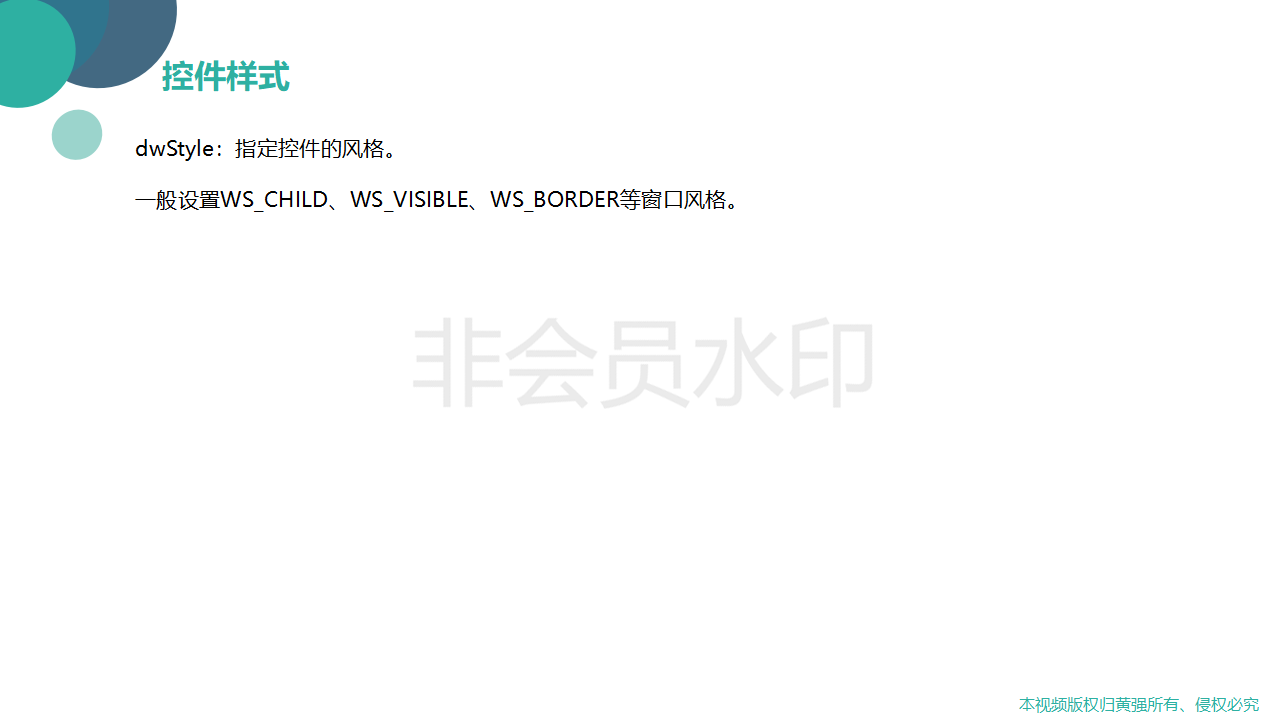 控件样式
dwStyle：指定控件的风格。
一般设置WS_CHILD、WS_VISIBLE、WS_BORDER等窗口风格。
非会员水印
本视频版权归黄强所有、侵权必究